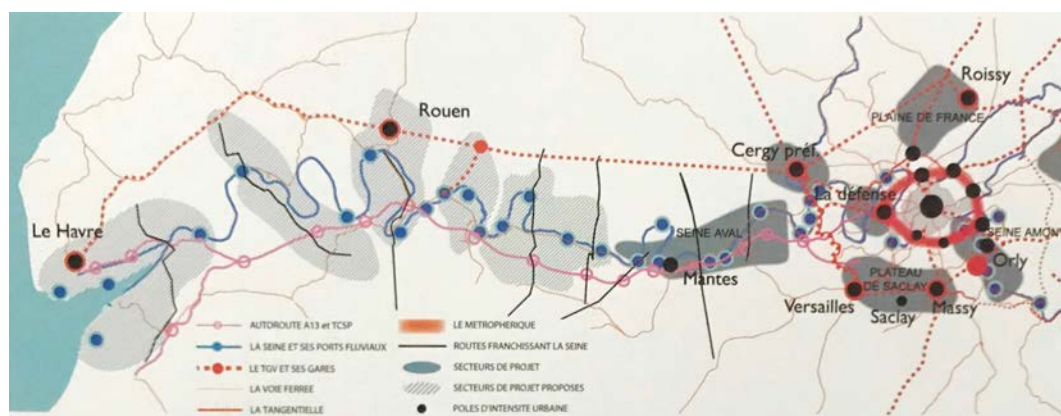 Roissy
PLAINE DE FRANCE
Rouen
Cergy préf.
La défense
Le Havre
SEINE AVAL
SEINE AMONT
Mantes
Orly
PLATEAU
DE SACLAY
Versailles
Massy
Saclay
AUTOROUTE A13 et TCSP
LA SEINE ET SES PORTS FLUVIAUX
LE TGV ET SES GARES
LA VOIE FERREE
LA TANGENTIELLE
LE METROPHERIQUE
ROUTES FRANCHISSANT LA SEINE
SECTEURS DE PROJET
SECTEURS DE PROJET PROPOSES
POLES D'INTENSITE URBAINE